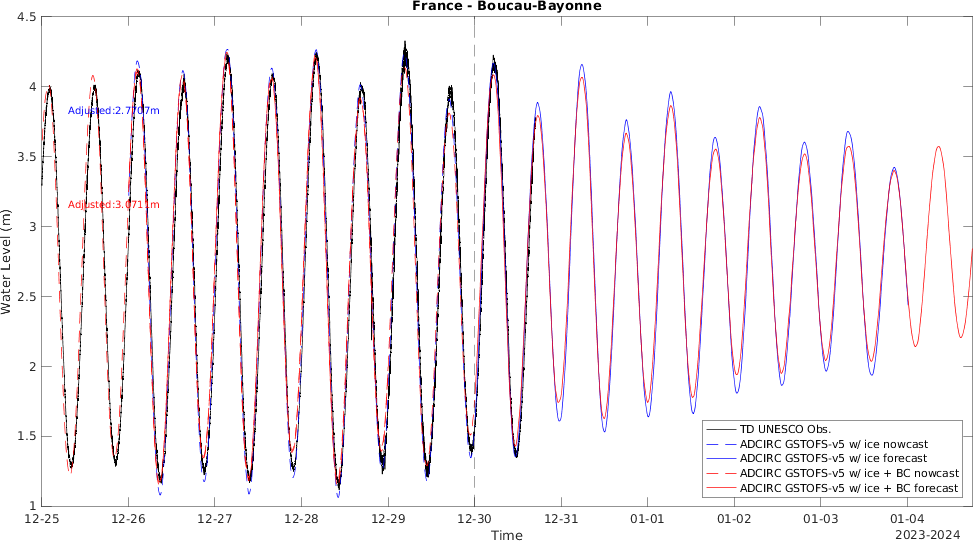 France - Boucau-Bayonne
4.5
4
3.5
3
2.5
2
1.5
1
Water Level (m)
Adjusted:2.7707m
TD UNESCO Obs.
ADCIRC GSTOFS-v5 w/ ice nowcast
ADCIRC GSTOFS-v5 w/ ice forecast
ADCIRC GSTOFS-v5 w/ ice + BC nowcast
ADCIRC GSTOFS-v5 w/ ice + BC forecast
12-25 12-26 12-27 12-28 12-29 12-30 12-31 01-01 01-02 01-03 01-04
Time
2023-2024